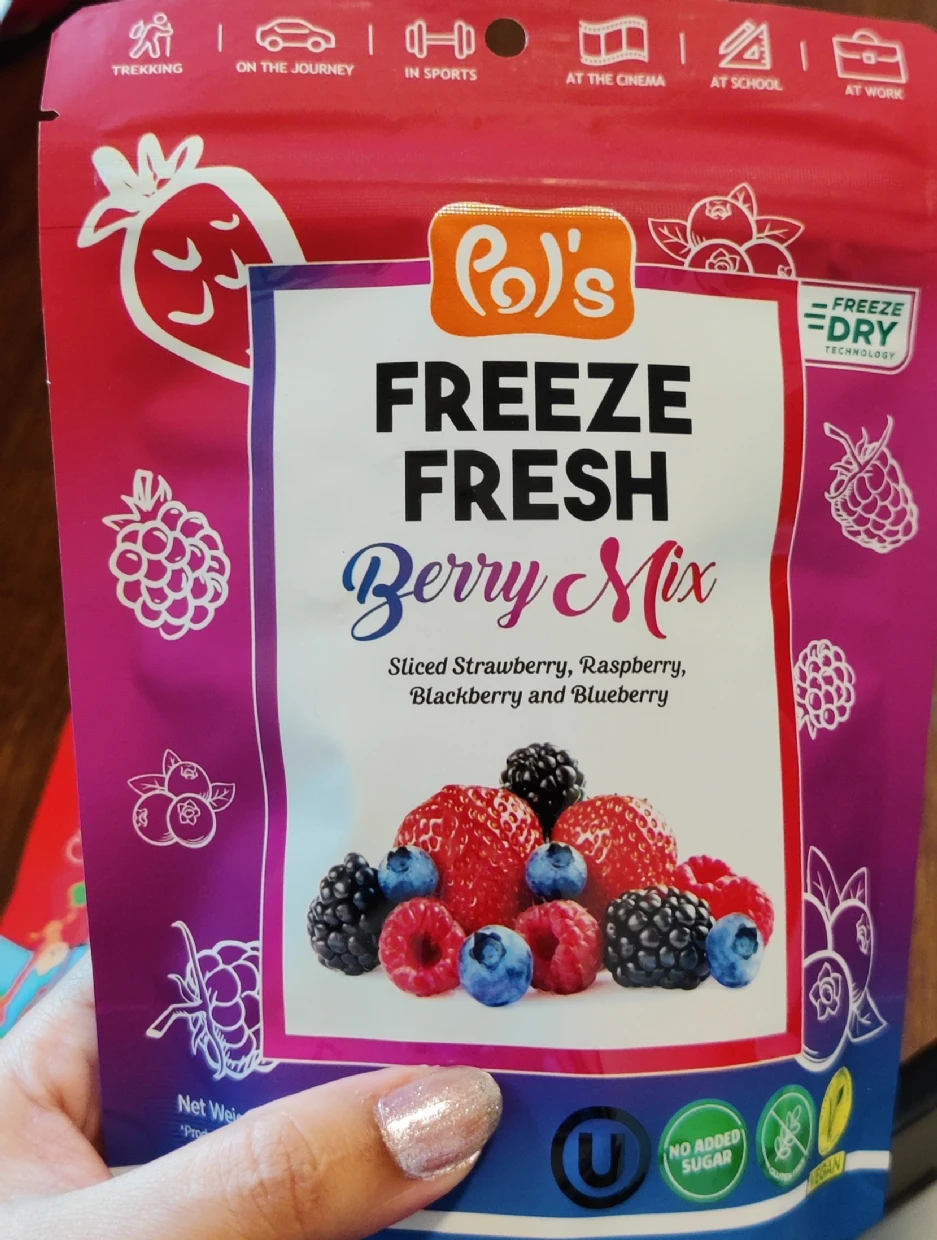 TREKKING
ON THE JOURNEY
IN SPORTS
AT THE CINEMA
AT SCHOOL
AT WORK
Pol's
FREEZE
DRY
TECHNOLOGY
FREEZE
FRESH
Berry Mix
Sliced Strawberry, Raspberry,
Blackberry and Blueberry
Net
U
NO ADDED
SUGAR
VEGAN